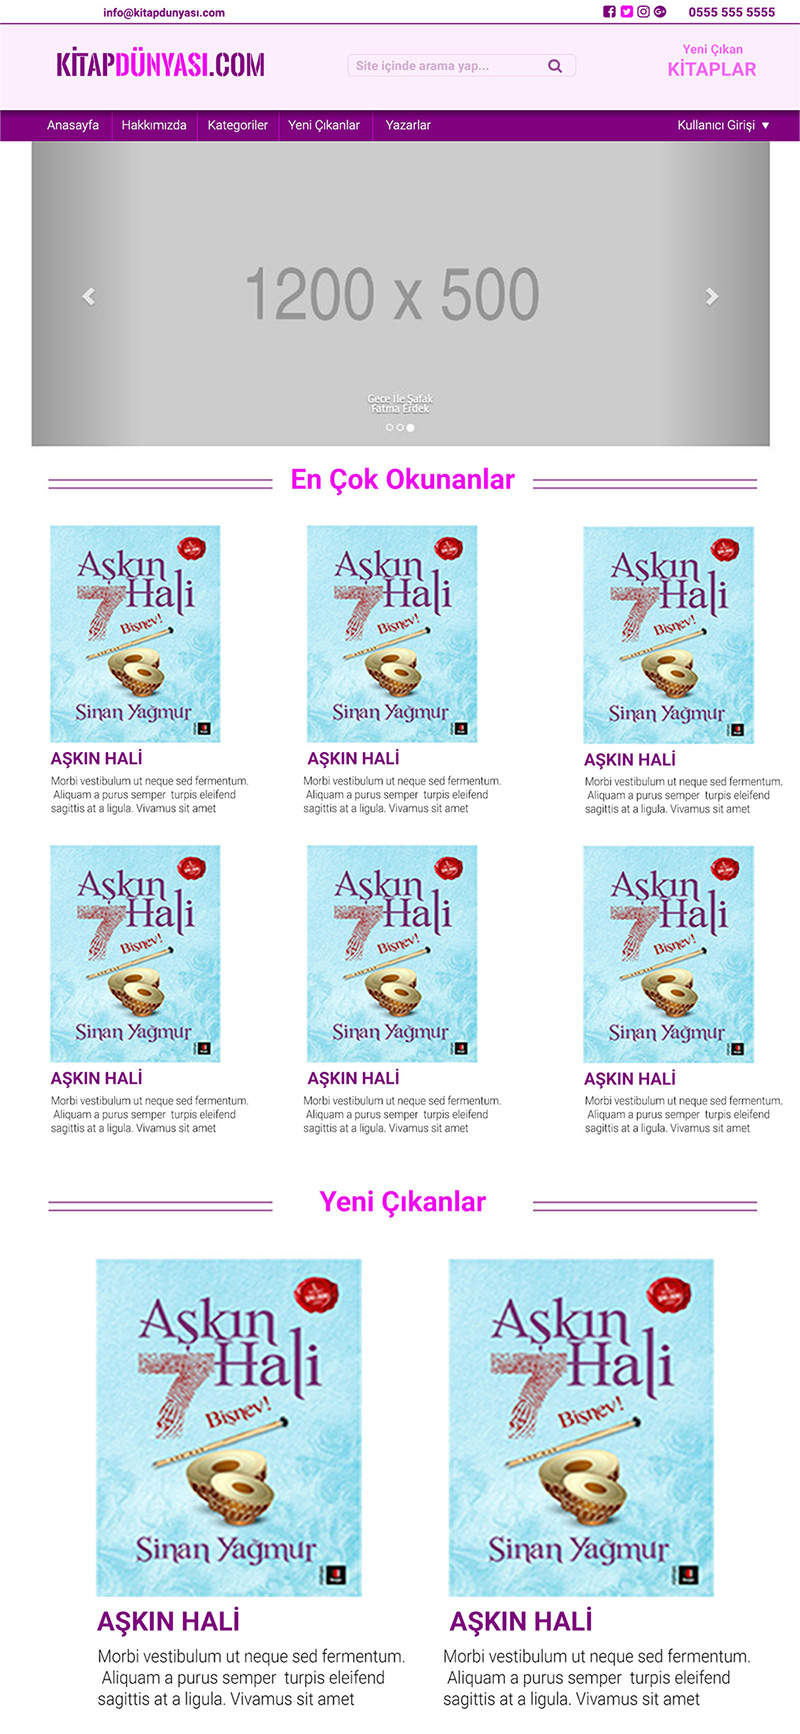 info@kitapdunyası.com
0555 555 5555
KİTAPDÜNYASI.COM
Site içinde arama yap...
Yeni Çıkan
KİTAPLAR
Anasayfa
Hakkımızda
Kategoriler
Yeni Çıkanlar
Yazarlar
Kullanıcı Girişi
1200 x 500
Gece Ile Şafak
Fatma Erdek
En Çok Okunanlar
Aşkın
7 Hali
Bişnev!
Sinan Yağmur
Aşkın
7 Hali
Bişnev!
Sinan Yağmur
Aşkın
7 Hali
Bişnev!
Sinan Yağmur
AŞKIN HALİ
Morbi vestibulum ut neque sed fermentum.
Aliquam a purus semper turpis eleifend
sagittis at a ligula. Vivamus sit amet
AŞKIN HALİ
Morbi vestibulum ut neque sed fermentum.
Aliquam a purus semper turpis eleifend
sagittis at a ligula. Vivamus sit amet
AŞKIN HALİ
Morbi vestibulum ut neque sed fermentum.
Aliquam a purus semper turpis eleifend
sagittis at a ligula. Vivamus sit amet
Aşkın
7 Hali
Bişnev!
Sinan Yağmur
Aşkın
7 Hali
Bişnev!
Sinan Yağmur
Aşkın
7 Hali
Bişnev!
Sinan Yağmur
AŞKIN HALİ
Morbi vestibulum ut neque sed fermentum.
Aliquam a purus semper turpis eleifend
sagittis at a ligula. Vivamus sit amet
AŞKIN HALİ
Morbi vestibulum ut neque sed fermentum.
Aliquam a purus semper turpis eleifend
sagittis at a ligula. Vivamus sit amet
AŞKIN HALİ
Morbi vestibulum ut neque sed fermentum.
Aliquam a purus semper turpis eleifend
sagittis at a ligula. Vivamus sit amet
Yeni Çıkanlar
Aşkın
7 Hali
Bişnev!
Sinan Yağmur
Aşkın
7 Hali
Bişnev!
Sinan Yağmur
AŞKIN HALİ
Morbi vestibulum ut neque sed fermentum.
Aliquam a purus semper turpis eleifend
sagittis at a ligula. Vivamus sit amet
AŞKIN HALİ
Morbi vestibulum ut neque sed fermentum.
Aliquam a purus semper turpis eleifend
sagittis at a ligula. Vivamus sit amet